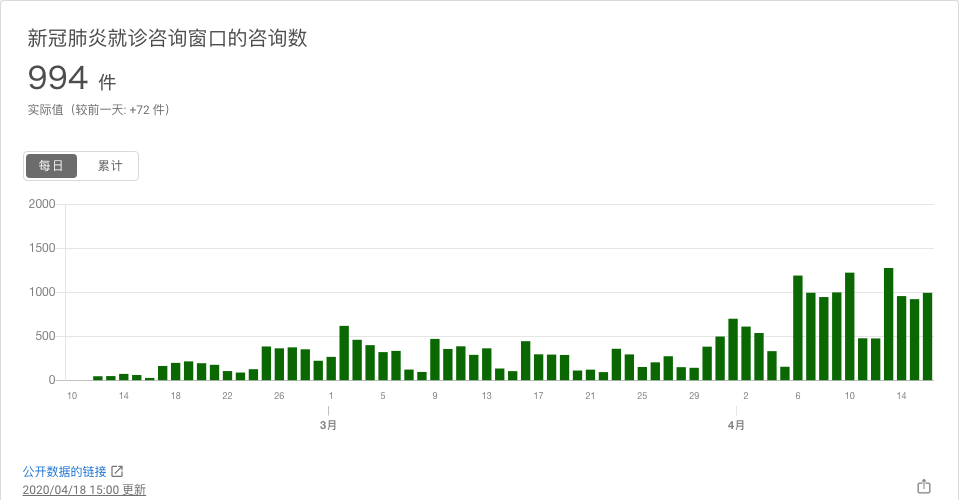 新冠肺炎就诊咨询窗口的咨询数
994 件
实际值（较前一天: +72 件）
每日 累计
2000
1500
1000
500
0
10 14 18 22 26 1 5 9 13 17 21 25 29 2 6 10 14
3月 4月
公开数据的链接
2020/04/18 15:00 更新